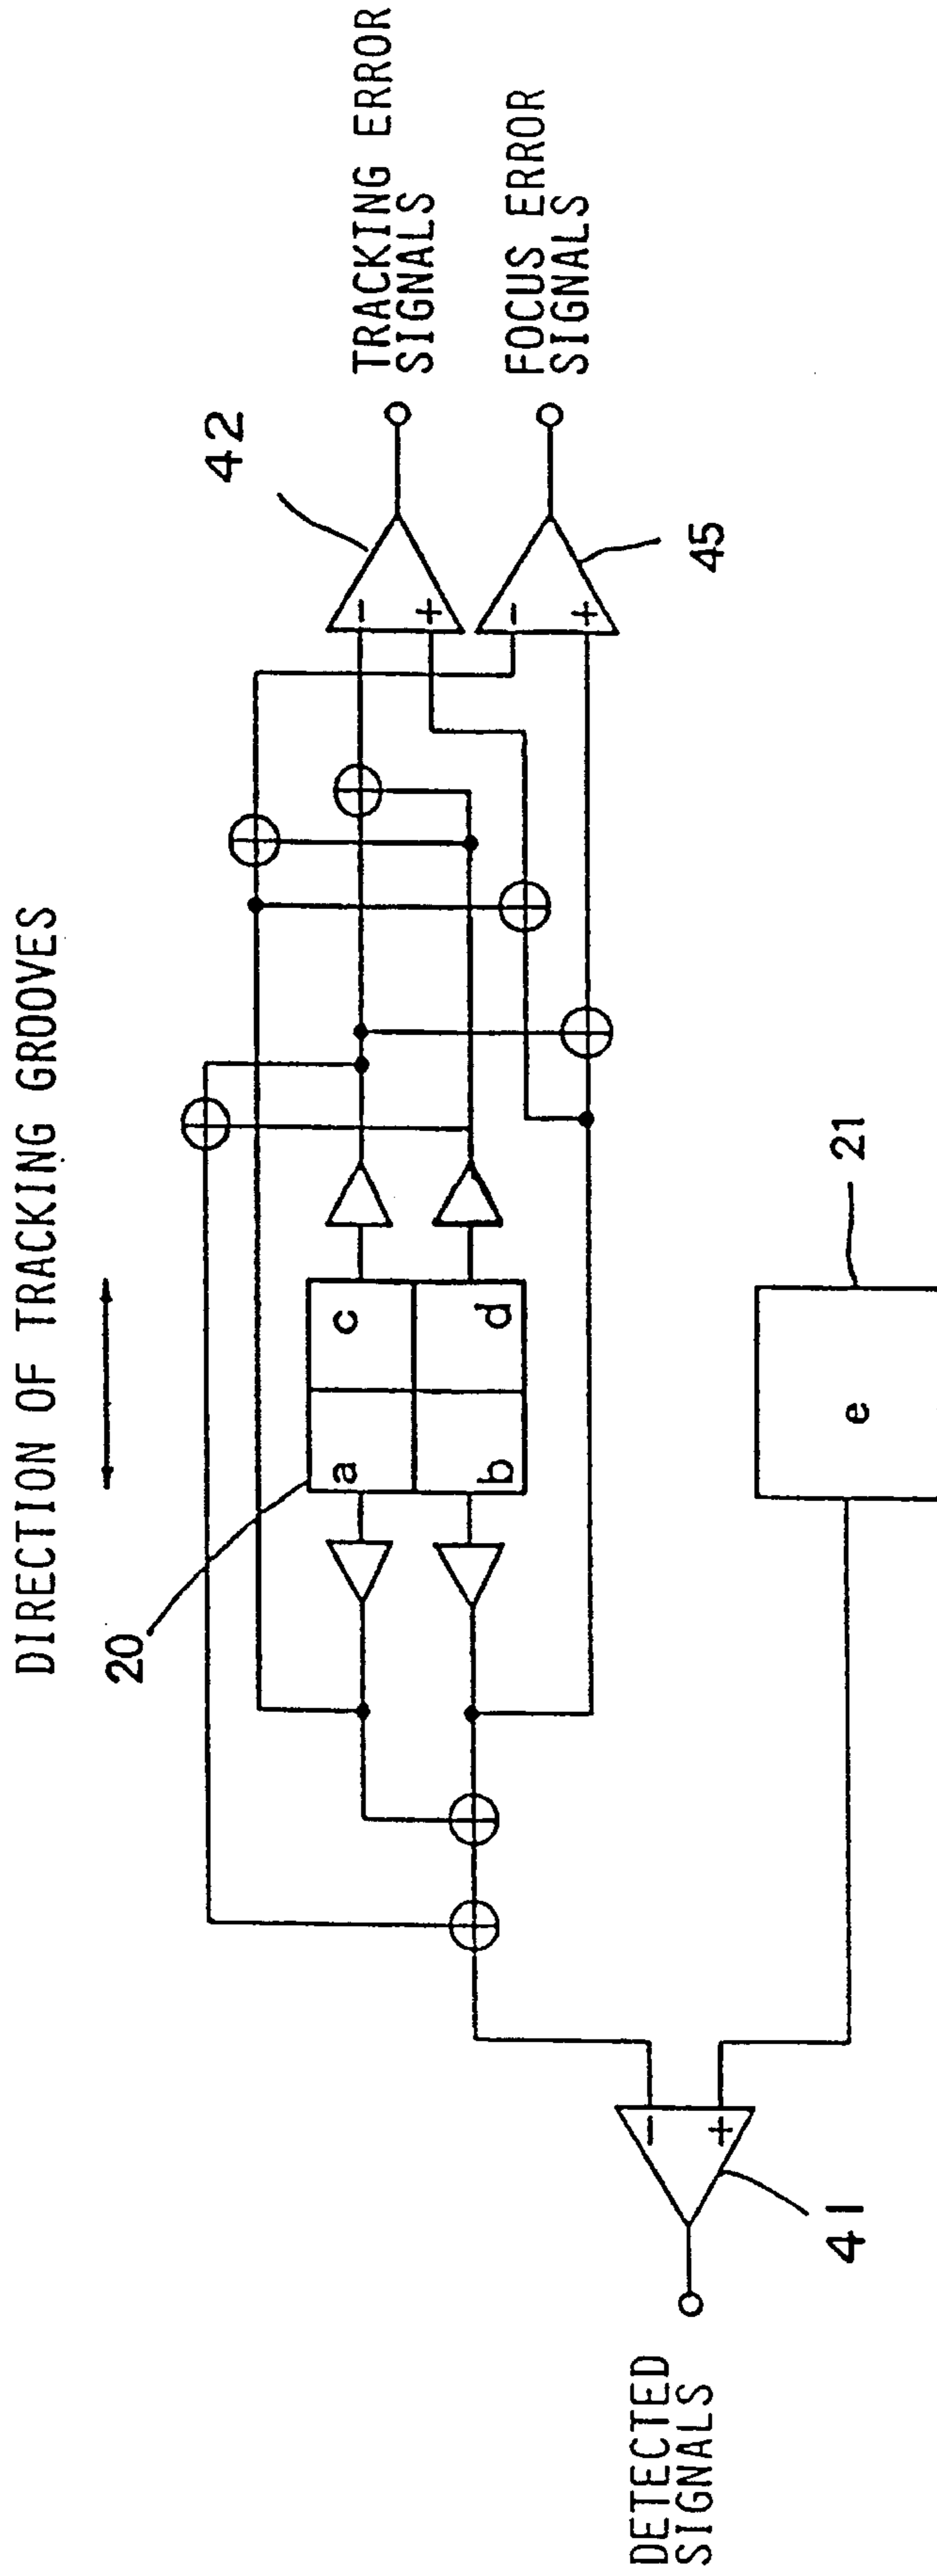 DIRECTION OF TRACKING GROOVES
20
42
TRACKING ERROR
SIGNALS
a
c
b
d
-
+
FOCUS ERROR
SIGNALS
-
+
45
DETECTED
SIGNALS
-
+
41
e
21